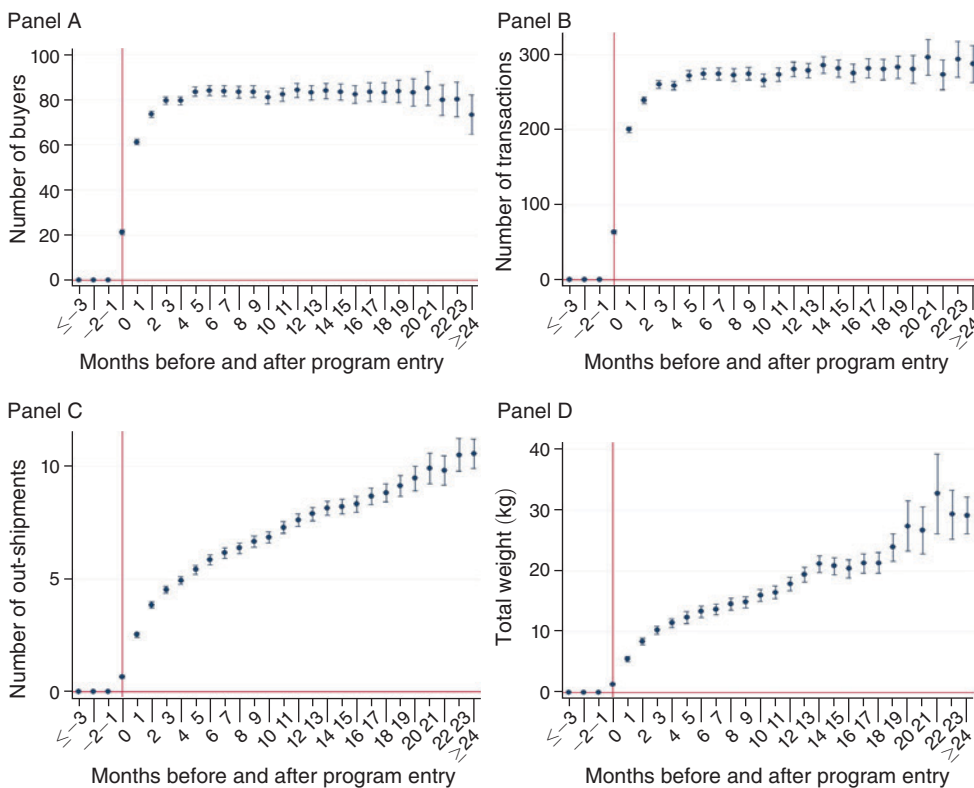 Panel A
Number of buyers
100
80
60
40
20
0
≤ −3 −2 −1 0 1 2 3 4 5 6 7 8 9 10 11 12 13 14 15 16 17 18 19 20 21 22 23 ≥ 24
Months before and after program entry
Panel B
Number of transactions
300
200
100
0
≤ −3 −2 −1 0 1 2 3 4 5 6 7 8 9 10 11 12 13 14 15 16 17 18 19 20 21 22 23 ≥ 24
Months before and after program entry
Panel C
Number of out-shipments
10
5
0
≤ −3 −2 −1 0 1 2 3 4 5 6 7 8 9 10 11 12 13 14 15 16 17 18 19 20 21 22 23 ≥ 24
Months before and after program entry
Panel D
Total weight (kg)
40
30
20
10
0
≤ −3 −2 −1 0 1 2 3 4 5 6 7 8 9 10 11 12 13 14 15 16 17 18 19 20 21 22 23 ≥ 24
Months before and after program entry